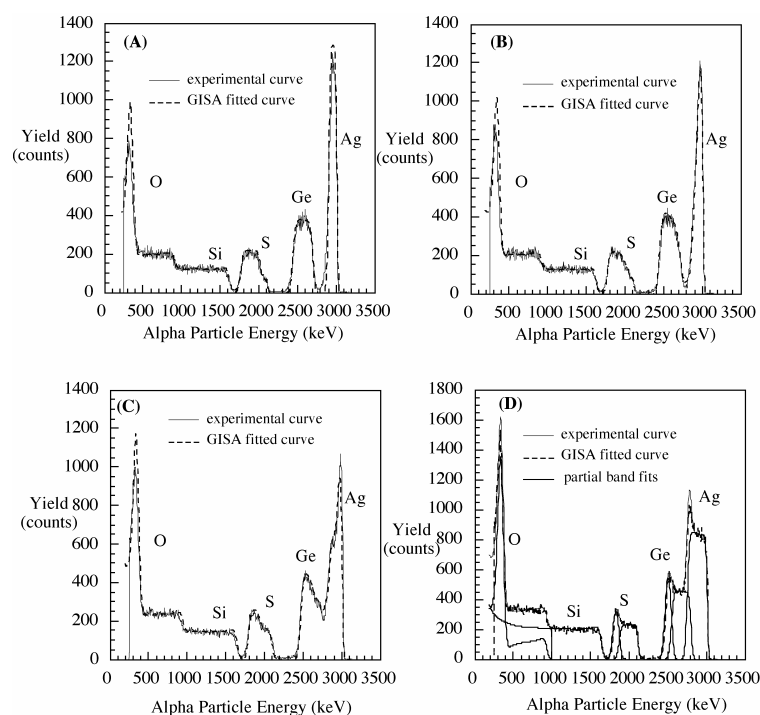 1400
(A)
1200
experimental curve
GISA fitted curve
1000
Yield
(counts)
800
Ag
600
O
Ge
400
Si
S
200
0
0 500 1000 1500 2000 2500 3000 3500
Alpha Particle Energy (keV)
1400
(B)
1200
experimental curve
GISA fitted curve
1000
Yield
(counts)
800
Ag
600
O
Ge
400
Si
S
200
0
0 500 1000 1500 2000 2500 3000 3500
Alpha Particle Energy (keV)
1400
(C)
experimental curve
1200
GISA fitted curve
1000
Yield
(counts)
800
Ag
600
O
Ge
400
Si
S
200
0
0 500 1000 1500 2000 2500 3000 3500
Alpha Particle Energy (keV)
1800
(D)
1600
experimental curve
1400
GISA fitted curve
1200
partial band fits
1000
Yield
(counts)
Ag
800
O
Ge
600
400
Si
S
200
0
0 500 1000 1500 2000 2500 3000 3500
Alpha Particle Energy (keV)